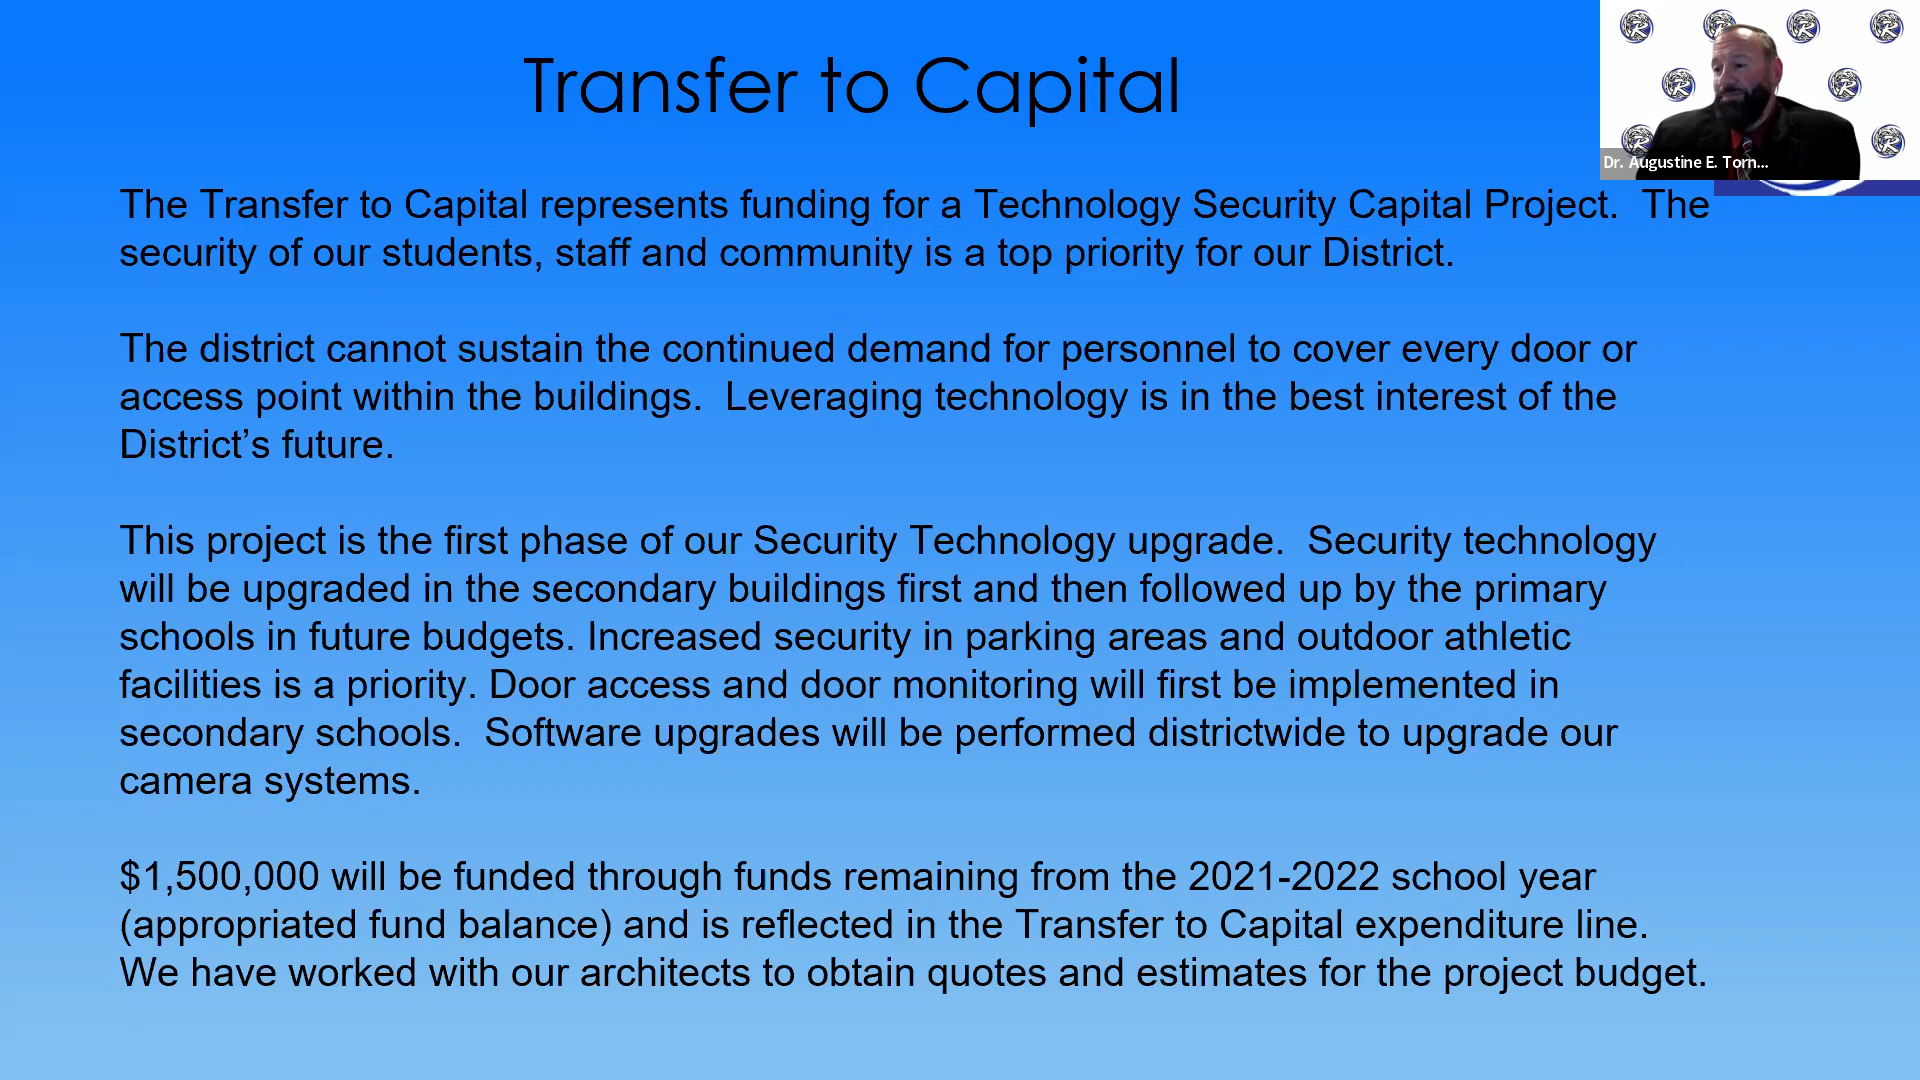 Transfer to Capital
Dr. Augustine E. Torn...
The Transfer to Capital represents funding for a Technology Security Capital Project.  The
security of our students, staff and community is a top priority for our District.
The district cannot sustain the continued demand for personnel to cover every door or
access point within the buildings.  Leveraging technology is in the best interest of the
District’s future.
This project is the first phase of our Security Technology upgrade.  Security technology
will be upgraded in the secondary buildings first and then followed up by the primary
schools in future budgets. Increased security in parking areas and outdoor athletic
facilities is a priority. Door access and door monitoring will first be implemented in
secondary schools.  Software upgrades will be performed districtwide to upgrade our
camera systems.
$1,500,000 will be funded through funds remaining from the 2021-2022 school year
(appropriated fund balance) and is reflected in the Transfer to Capital expenditure line.
We have worked with our architects to obtain quotes and estimates for the project budget.